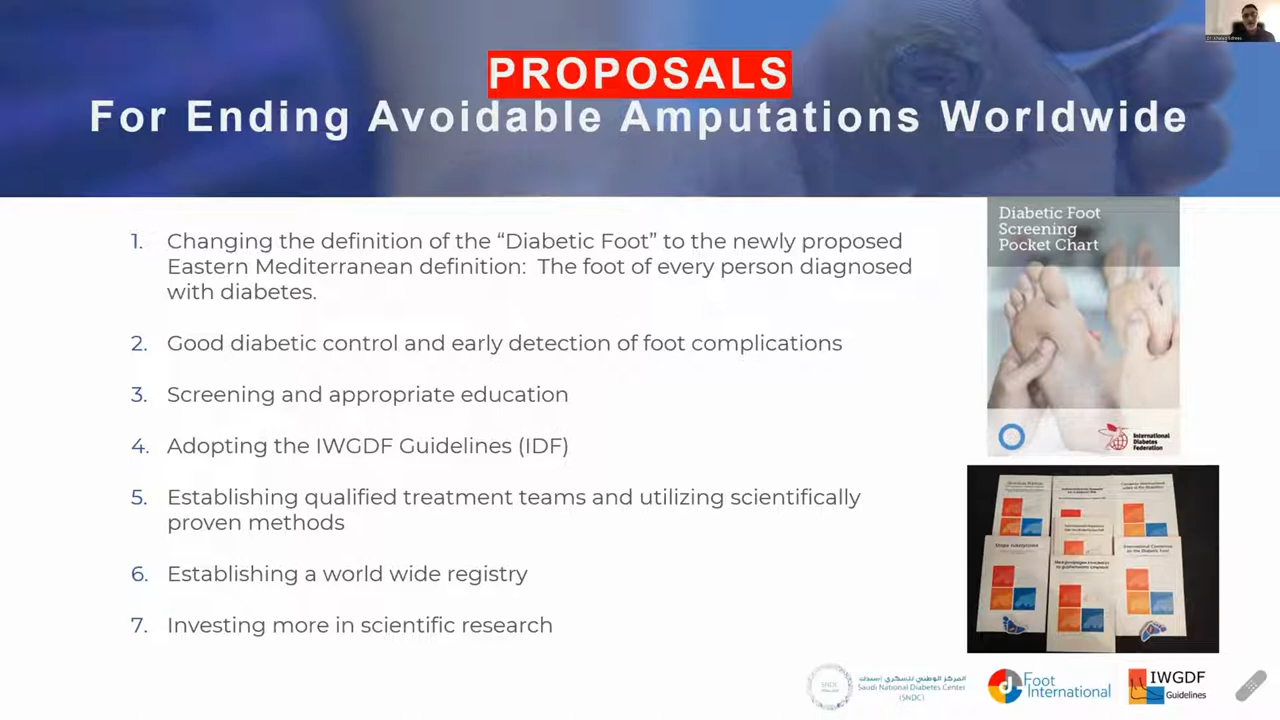 PROPOSALS
For Ending Avoidable Amputations Worldwide
1. Changing the definition of the “Diabetic Foot” to the newly proposed
Eastern Mediterranean definition:  The foot of every person diagnosed
with diabetes.
2. Good diabetic control and early detection of foot complications
3. Screening and appropriate education
4. Adopting the IWGDF Guidelines (IDF)
5. Establishing qualified treatment teams and utilizing scientifically
proven methods
6. Establishing a world wide registry
7. Investing more in scientific research
Diabetic Foot
Screening
Pocket Chart
International
Diabetes
Federation
المركز الوطني للسكري
Saudi National Diabetes Center
(SNDC)
D Foot
International
IWGDF
Guidelines